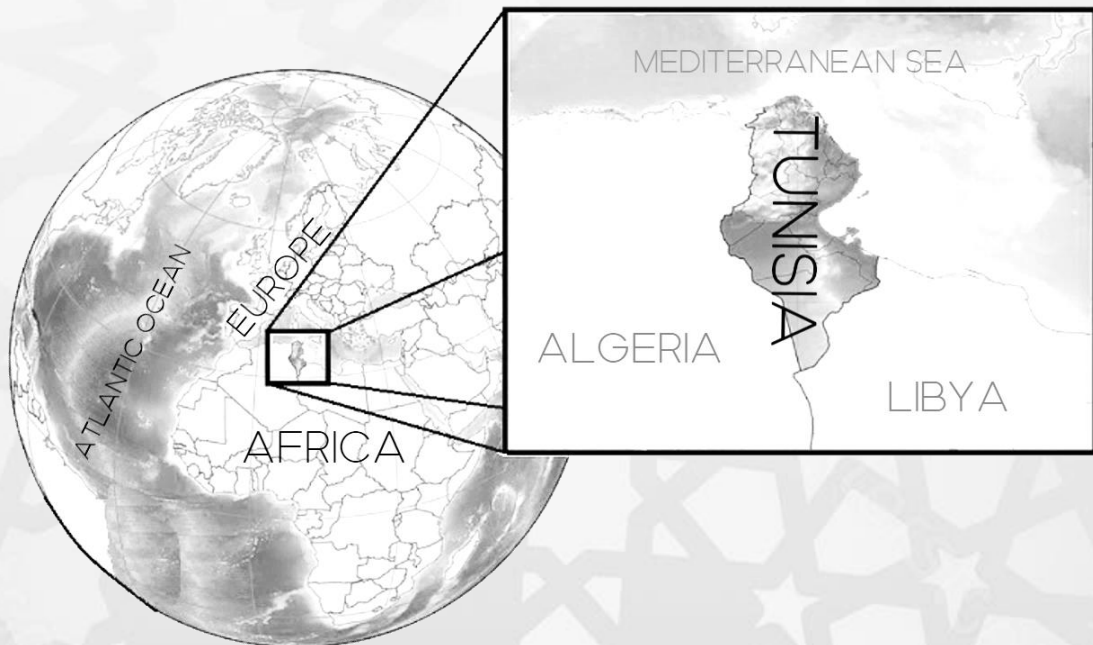 ATLANTIC OCEAN
EUROPE
AFRICA
MEDITERRANEAN SEA
TUNISIA
ALGERIA
LIBYA